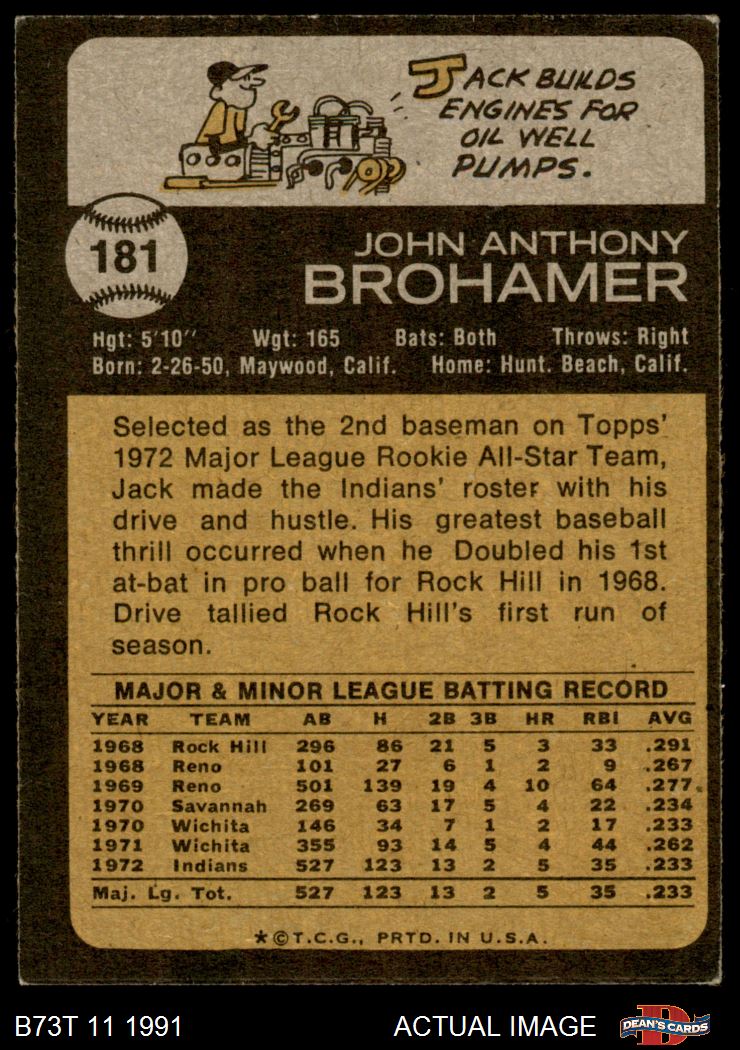 JACK BUILDS
ENGINES FOR
OIL WELL
PUMPS.
181
JOHN ANTHONY
BROHAMER
Hgt: 5'10" Wgt: 165 Bats: Both Throws: Right
Born: 2-26-50, Maywood, Calif. Home: Hunt. Beach, Calif.
Selected as the 2nd baseman on Topps'
1972 Major League Rookie All-Star Team,
Jack made the Indians' roster with his
drive and hustle. His greatest baseball
thrill occurred when he Doubled his 1st
at-bat in pro ball for Rock Hill in 1968.
Drive tallied Rock Hill's first run of
season.
MAJOR & MINOR LEAGUE BATTING RECORD
YEAR TEAM AB H 2B 3B HR RBI AVG
1968 Rock Hill 296 86 21 5 3 33 .291
1968 Reno 101 27 6 1 2 9 .267
1969 Reno 501 139 19 4 10 64 .277
1970 Savannah 269 63 17 5 4 22 .234
1970 Wichita 146 34 7 1 2 17 .233
1971 Wichita 355 93 14 5 4 44 .262
1972 Indians 527 123 13 2 5 35 .233
Maj. Lg. Tot. 527 123 13 2 5 35 .233
*©T.C.G., PRTD. IN U.S.A.
B73T 11 1991 ACTUAL IMAGE DEAN'S CARDS